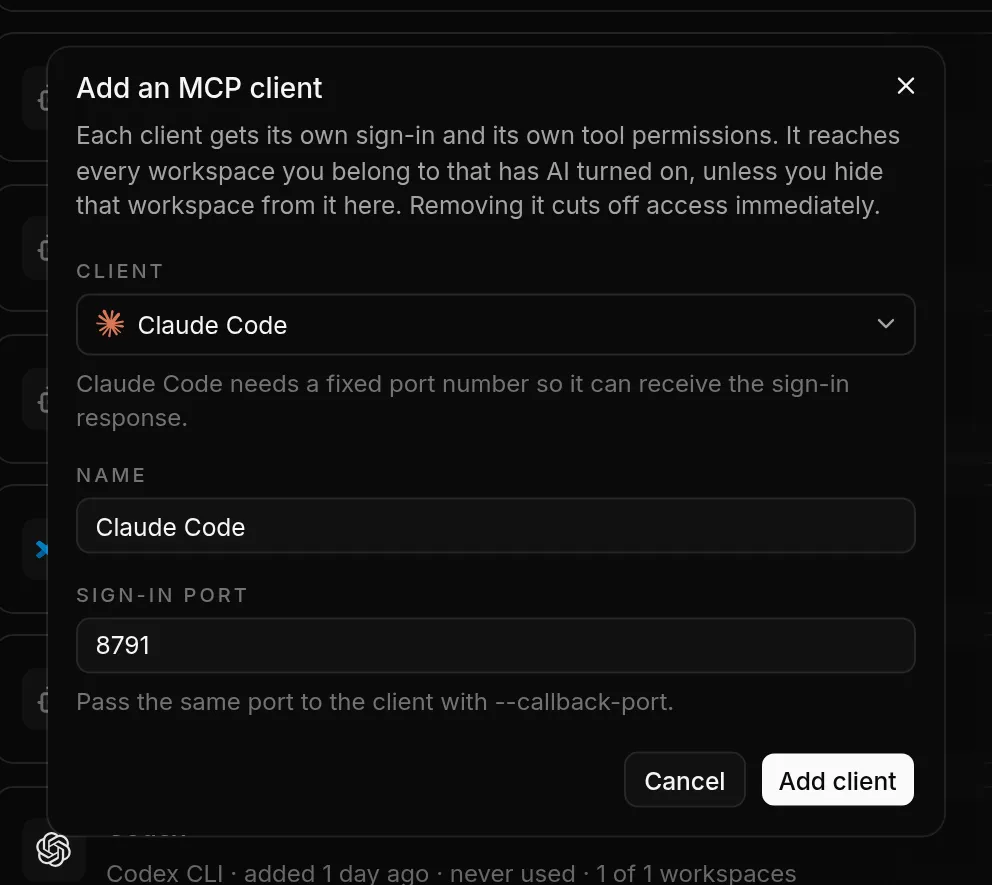 Add an MCP client
Each client gets its own sign-in and its own tool permissions. It reaches
every workspace you belong to that has AI turned on, unless you hide
that workspace from it here. Removing it cuts off access immediately.
CLIENT
Claude Code
Claude Code needs a fixed port number so it can receive the sign-in
response.
NAME
Claude Code
SIGN-IN PORT
8791
Pass the same port to the client with --callback-port.
Cancel
Add client
Codex CLI · added 1 day ago · never used · 1 of 1 workspaces